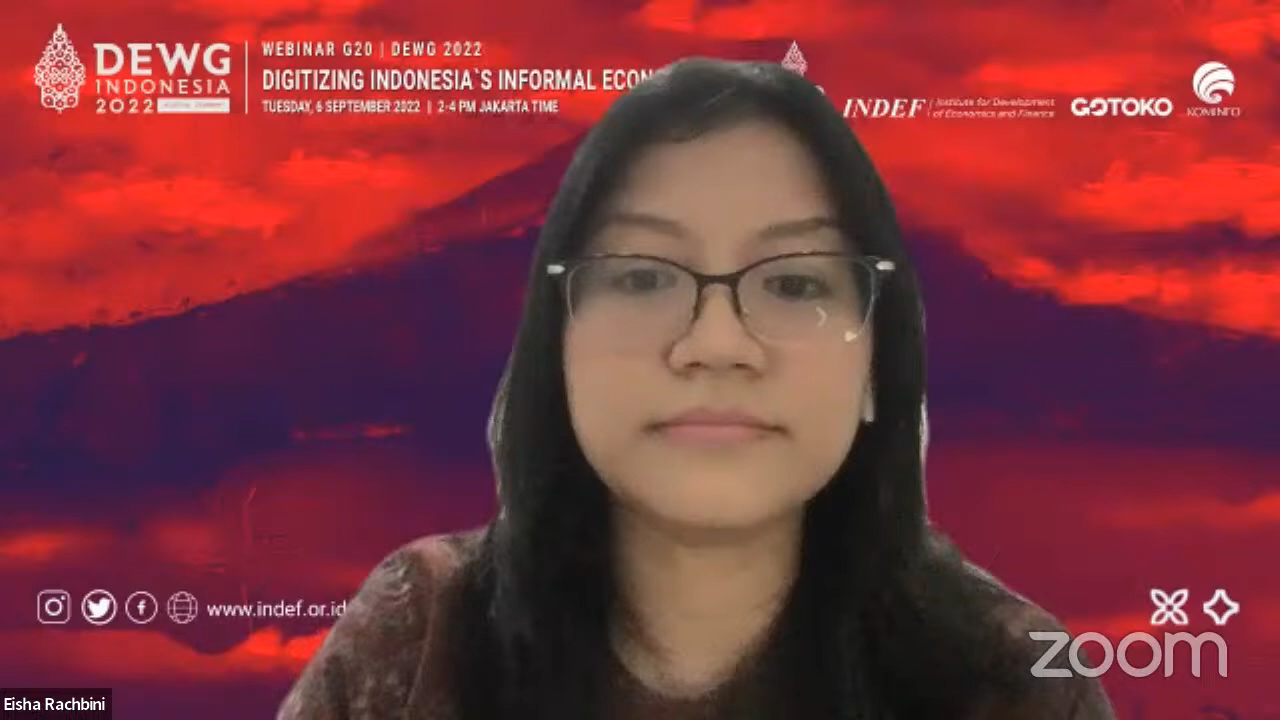 DEWG
INDONESIA
2022
WEBINAR G20 | DEWG 2022
DIGITIZING INDONESIA`S INFORMAL ECON
TUESDAY, 6 SEPTEMBER 2022 | 2-4 PM JAKARTA TIME
INDEF
Institute for Development
of Economics and Finance
GOTOKO
KOMINFO
www.indef.or.id
zoom
Eisha Rachbini